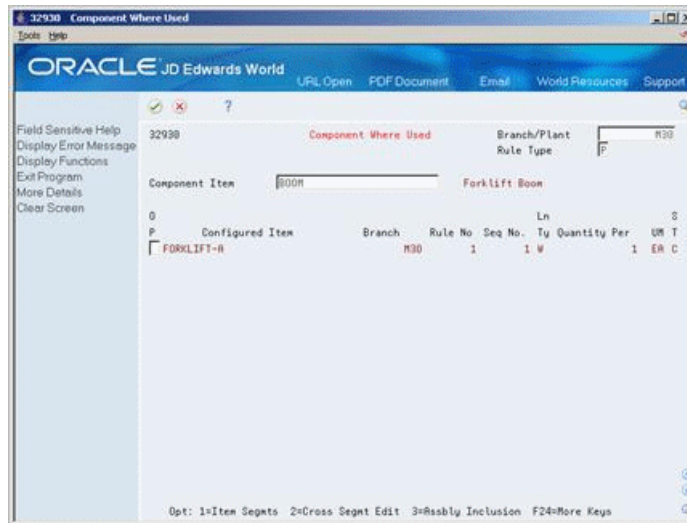 32930 Component Where Used
Tools Help
ORACLE JD Edwards World
URL Open PDF Document Email World Resources Support
?
Field Sensitive Help
Display Error Message
Display Functions
Exit Program
More Details
Clear Screen
32930 Component Where Used Branch/Plant M30
Rule Type P
Component Item BOOM Forklift Boom
O Ln S
P Configured Item Branch Rule No Seq No. Ty Quantity Per UM T
FORKLIFT-A M30 1 1 W 1 EA C
Opt: 1=Item Segmts 2=Cross Segmt Edit 3=Assbly Inclusion F24=More Keys